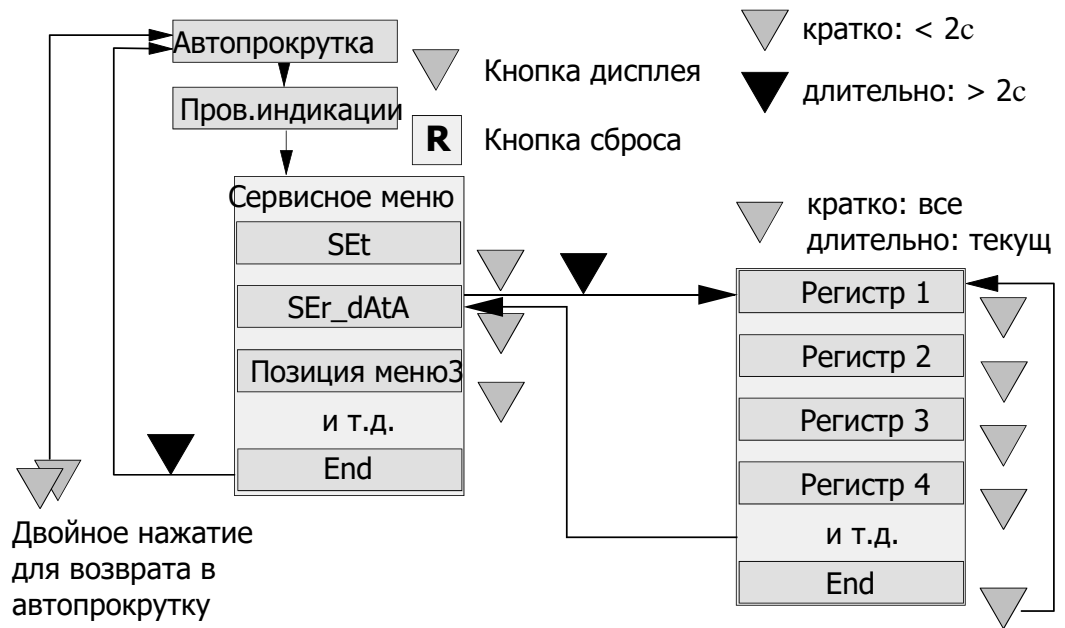 Автопрокрутка
Пров.индикации
Кнопка дисплея
R Кнопка сброса
кратко: < 2с
длительно: > 2с
Сервисное меню
SEt
SEr_dAtA
Позиция меню3
и т.д.
End
Двойное нажатие
для возврата в
автопрокрутку
кратко: все
длительно: текущ
Регистр 1
Регистр 2
Регистр 3
Регистр 4
и т.д.
End